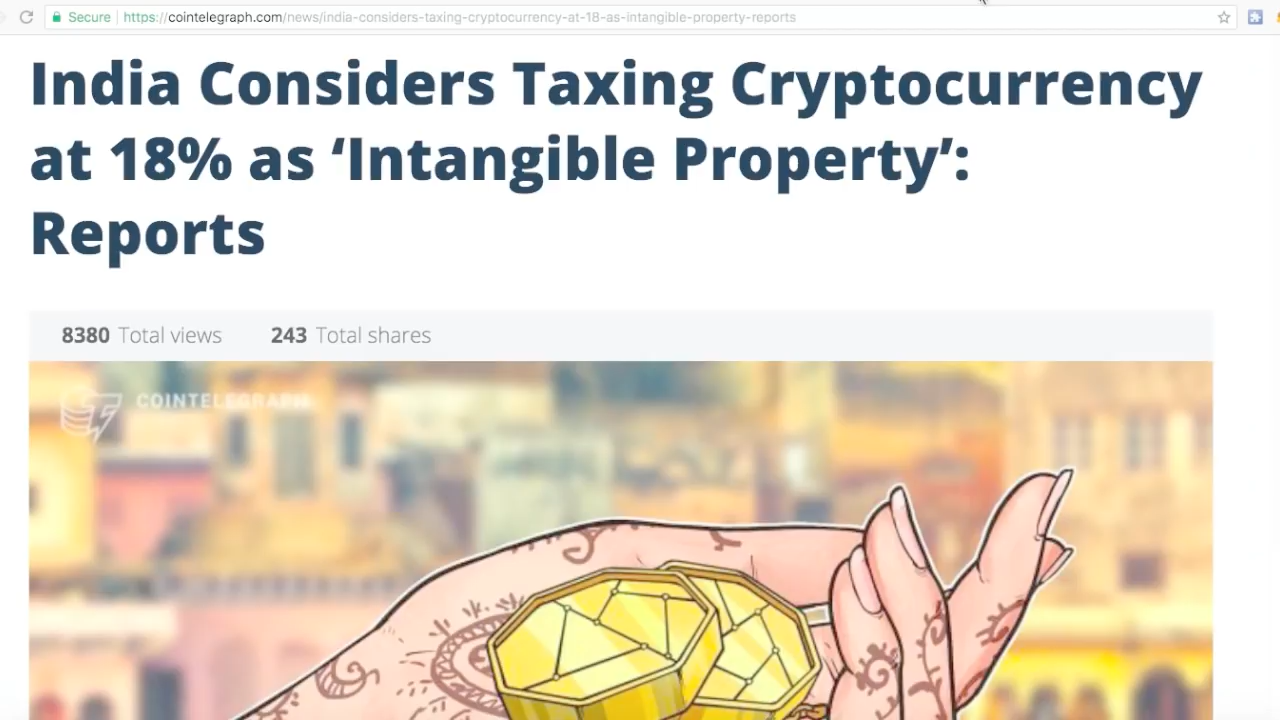 Secure https://cointelegraph.com/news/india-considers-taxing-cryptocurrency-at-18-as-intangible-property-reports
India Considers Taxing Cryptocurrency
at 18% as ‘Intangible Property’:
Reports
8380 Total views 243 Total shares
COINTELEGRAPH